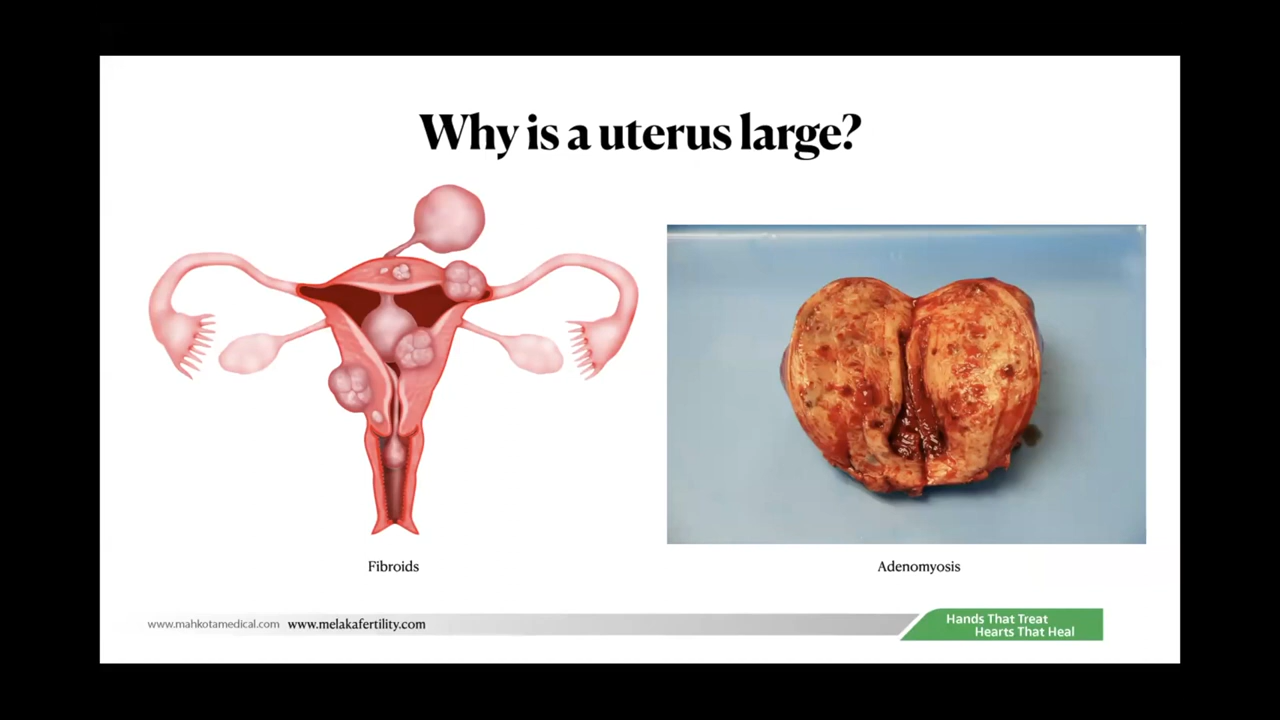 Why is a uterus large?
Fibroids
Adenomyosis
www.mahkotamedical.com www.melakafertility.com
Hands That Treat
Hearts That Heal